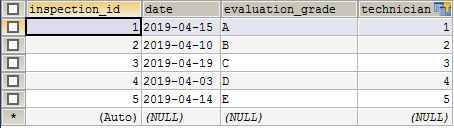 inspection_id date evaluation_grade technician
1 2019-04-15 A 1
2 2019-04-10 B 2
3 2019-04-19 C 3
4 2019-04-03 D 4
5 2019-04-14 E 5
* (Auto) (NULL) (NULL) (NULL)